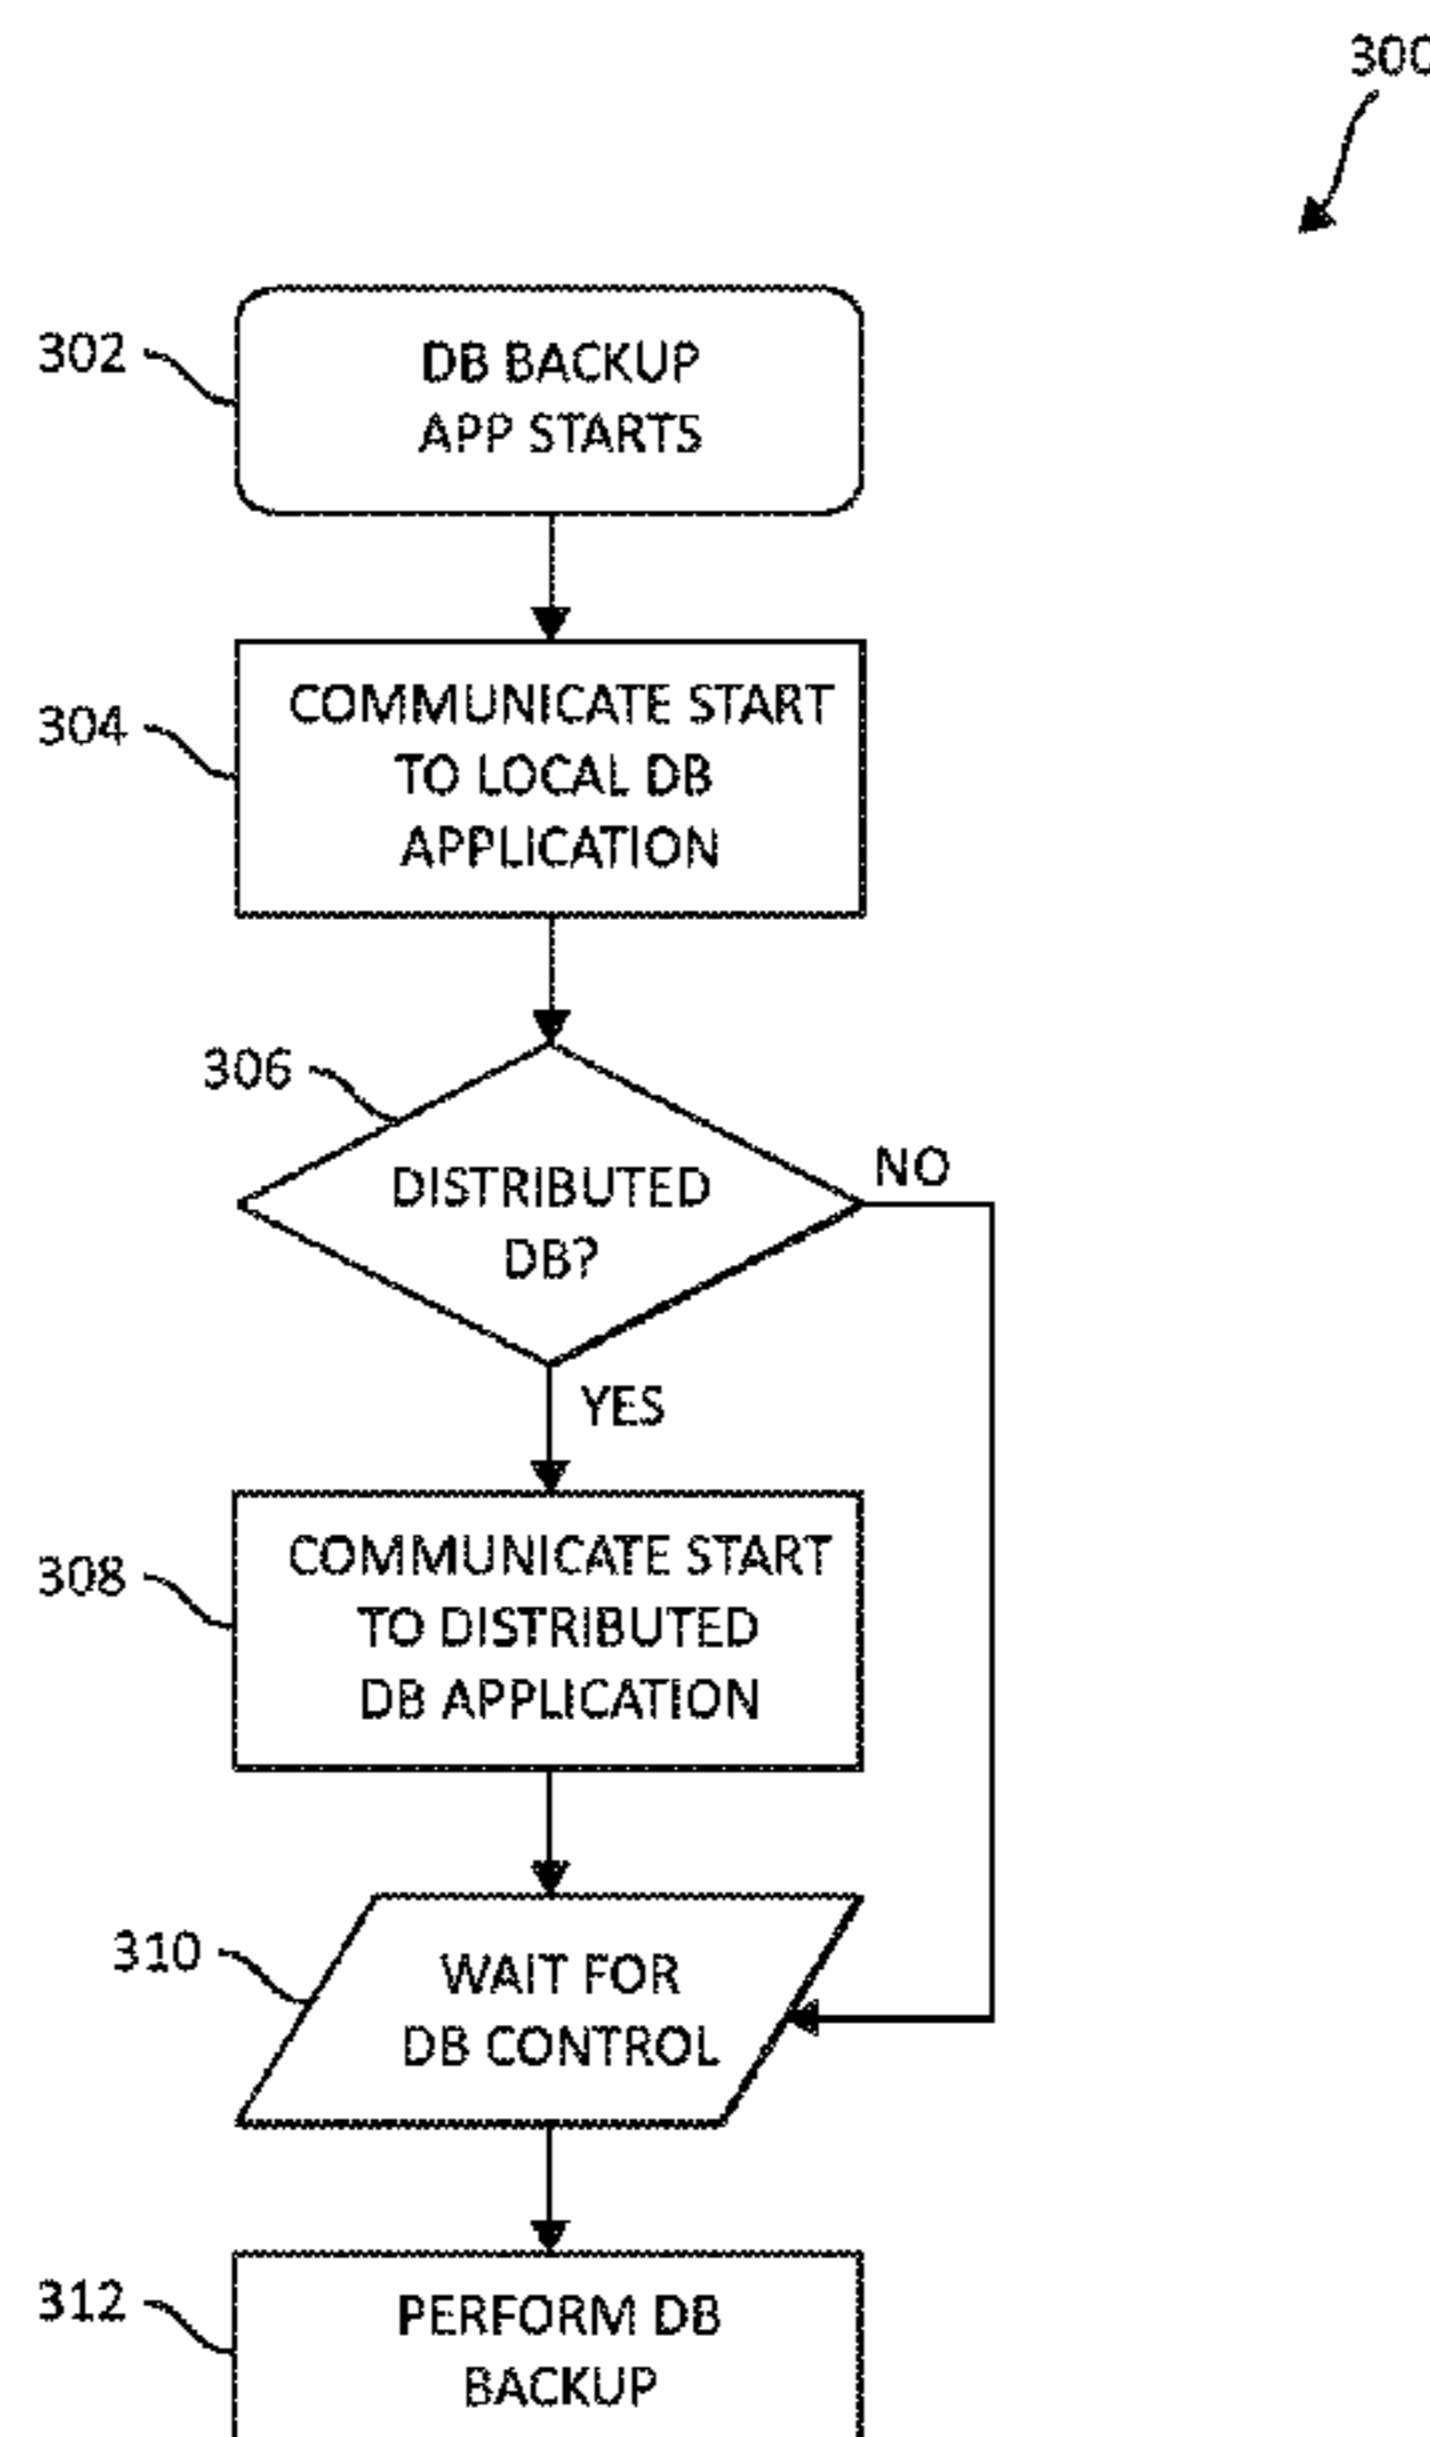 300
302
DB BACKUP
APP STARTS
304
COMMUNICATE START
TO LOCAL DB
APPLICATION
306
DISTRIBUTED
DB?
NO
YES
308
COMMUNICATE START
TO DISTRIBUTED
DB APPLICATION
310
WAIT FOR
DB CONTROL
312
PERFORM DB
BACKUP